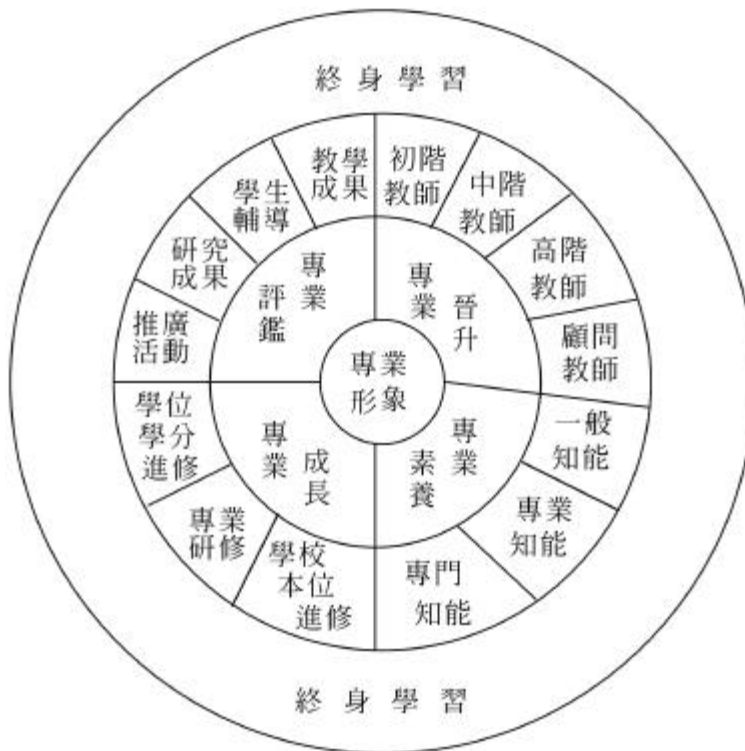 終身學習
教學
成果
初階
教師
中階
教師
高階
教師
顧問
教師
一般
知能
專業
知能
專門
知能
學校
本位
進修
專業
研修
學位
學分
進修
推廣
活動
研究
成果
學生
輔導
專業
評鑑
專業
晉升
專業
素養
專業
成長
專業
形象
終身學習